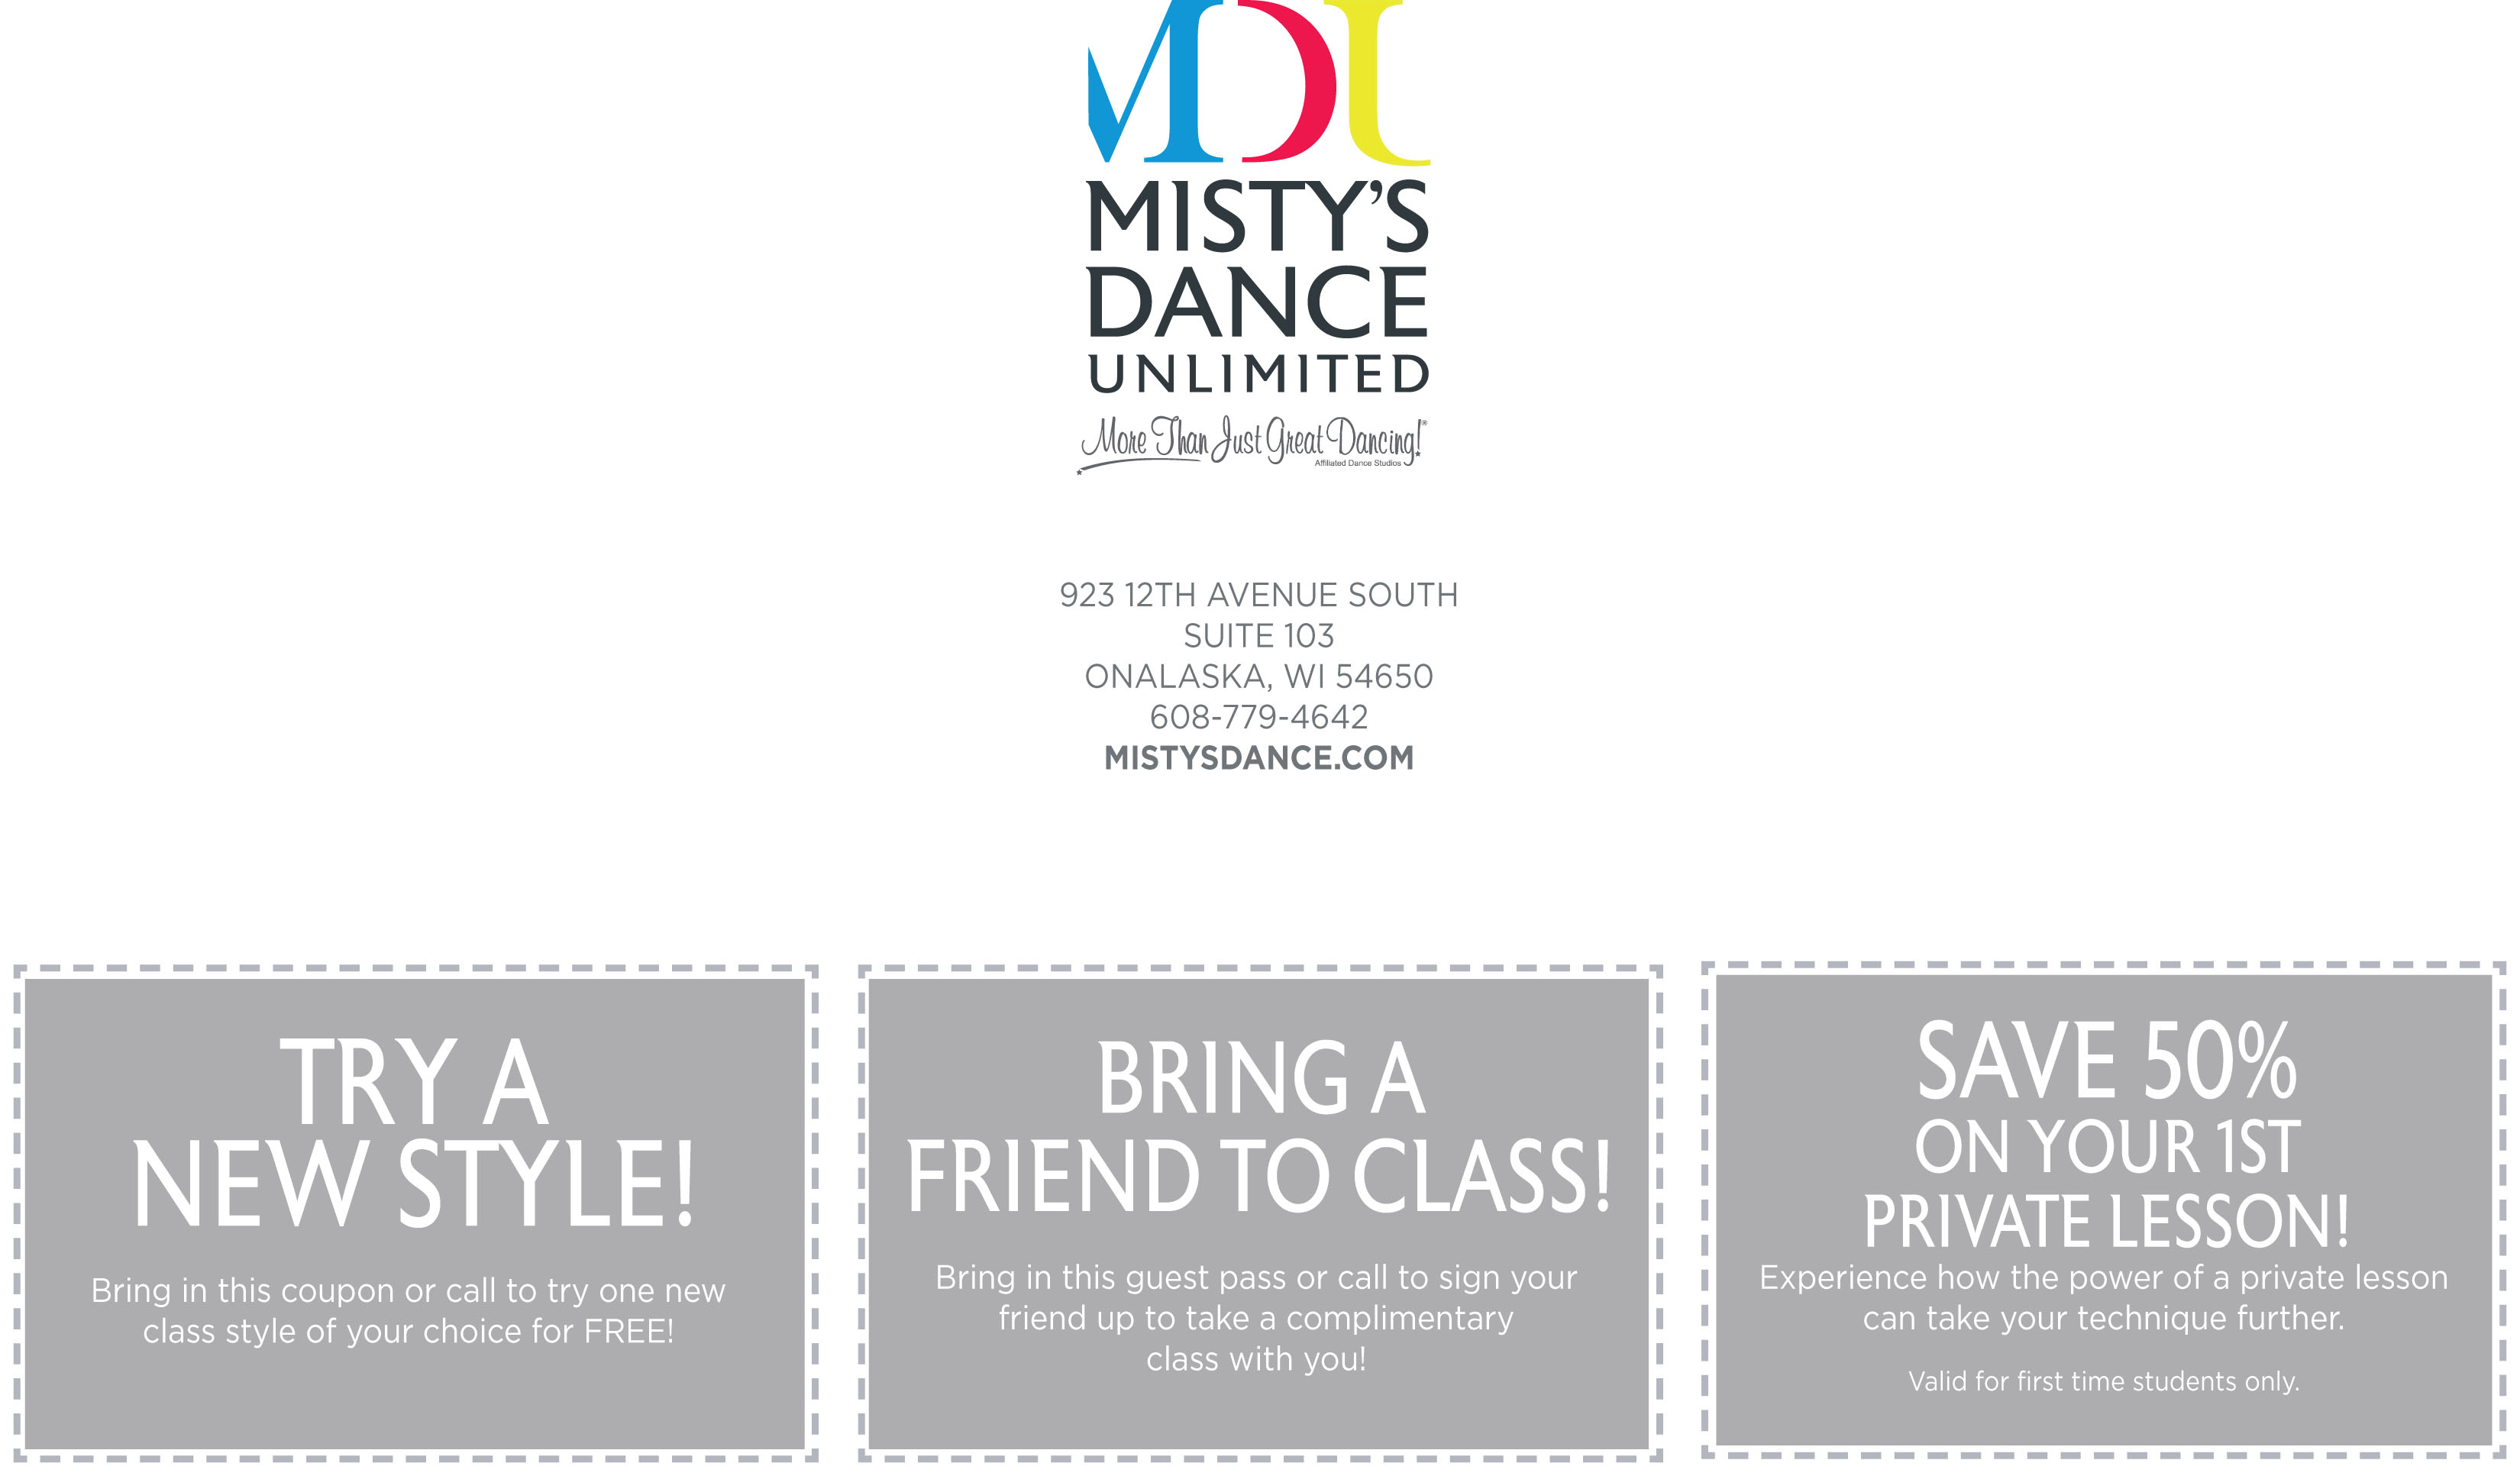 MDU
MISTY'S
DANCE
UNLIMITED
More Than Just Great Dancing!®
Affiliated Dance Studios
923 12TH AVENUE SOUTH
SUITE 103
ONALASKA, WI 54650
608-779-4642
MISTYSDANCE.COM
TRY A
NEW STYLE!
Bring in this coupon or call to try one new
class style of your choice for FREE!
BRING A
FRIEND TO CLASS!
Bring in this guest pass or call to sign your
friend up to take a complimentary
class with you!
SAVE 50%
ON YOUR 1ST
PRIVATE LESSON!
Experience how the power of a private lesson
can take your technique further.
Valid for first time students only.